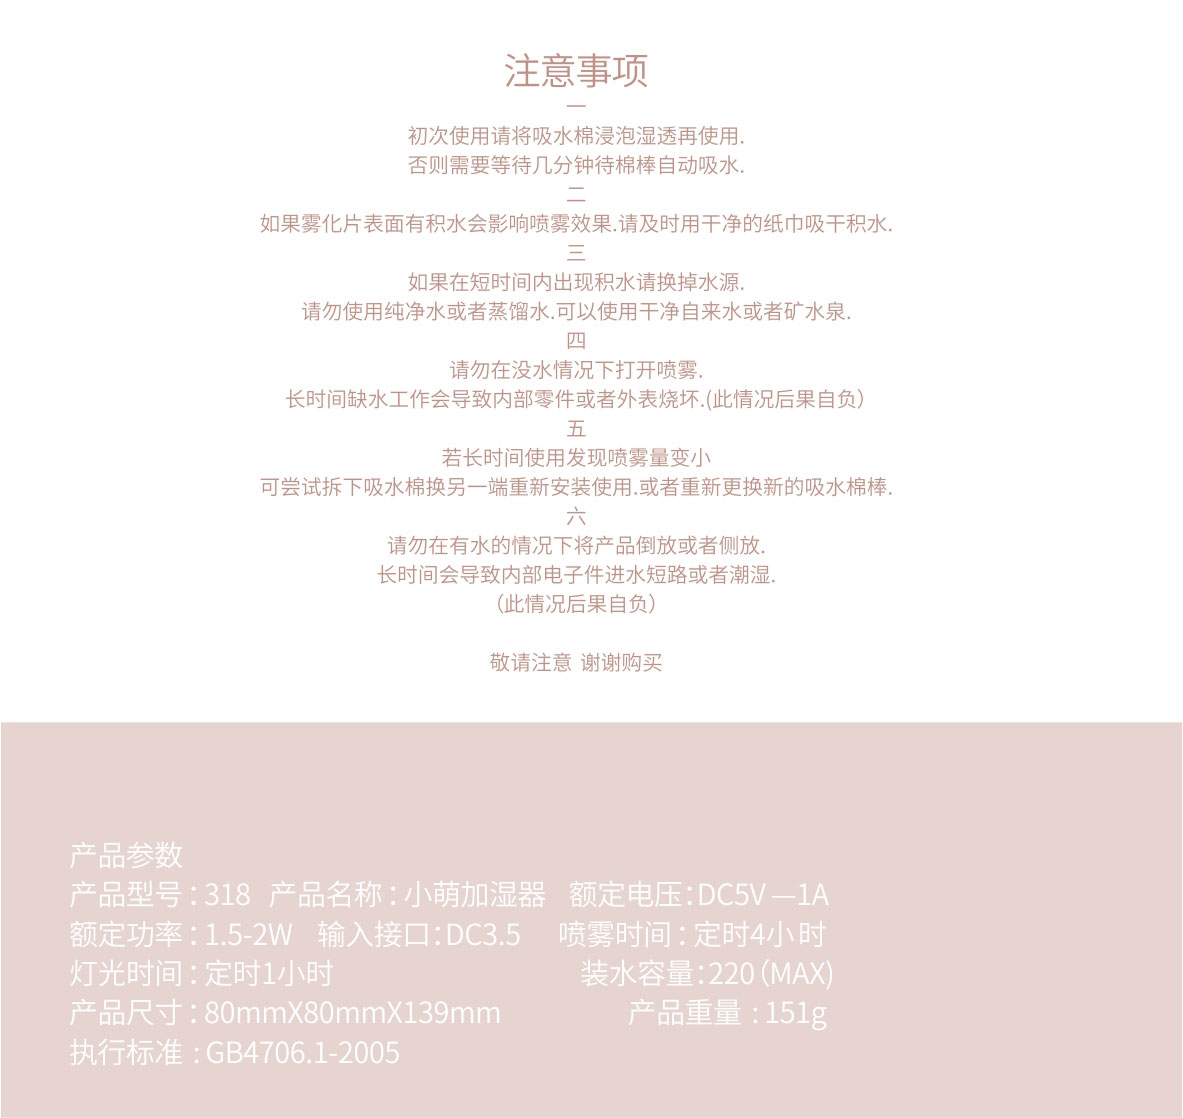 注意事项
一
初次使用请将吸水棉浸泡湿透再使用.
否则需要等待几分钟待棉棒自动吸水.
二
如果雾化片表面有积水会影响喷雾效果.请及时用干净的纸巾吸干积水.
三
如果在短时间内出现积水请换掉水源.
请勿使用纯净水或者蒸馏水.可以使用干净自来水或者矿水泉.
四
请勿在没水情况下打开喷雾.
长时间缺水工作会导致内部零件或者外表烧坏.(此情况后果自负）
五
若长时间使用发现喷雾量变小
可尝试拆下吸水棉换另一端重新安装使用.或者重新更换新的吸水棉棒.
六
请勿在有水的情况下将产品倒放或者侧放.
长时间会导致内部电子件进水短路或者潮湿.
（此情况后果自负）
敬请注意 谢谢购买
产品参数
产品型号：318 产品名称：小萌加湿器 额定电压：DC5V —1A
额定功率：1.5-2W 输入接口：DC3.5 喷雾时间：定时4小时
灯光时间：定时1小时 装水容量：220（MAX)
产品尺寸：80mmX80mmX139mm 产品重量：151g
执行标准：GB4706.1-2005